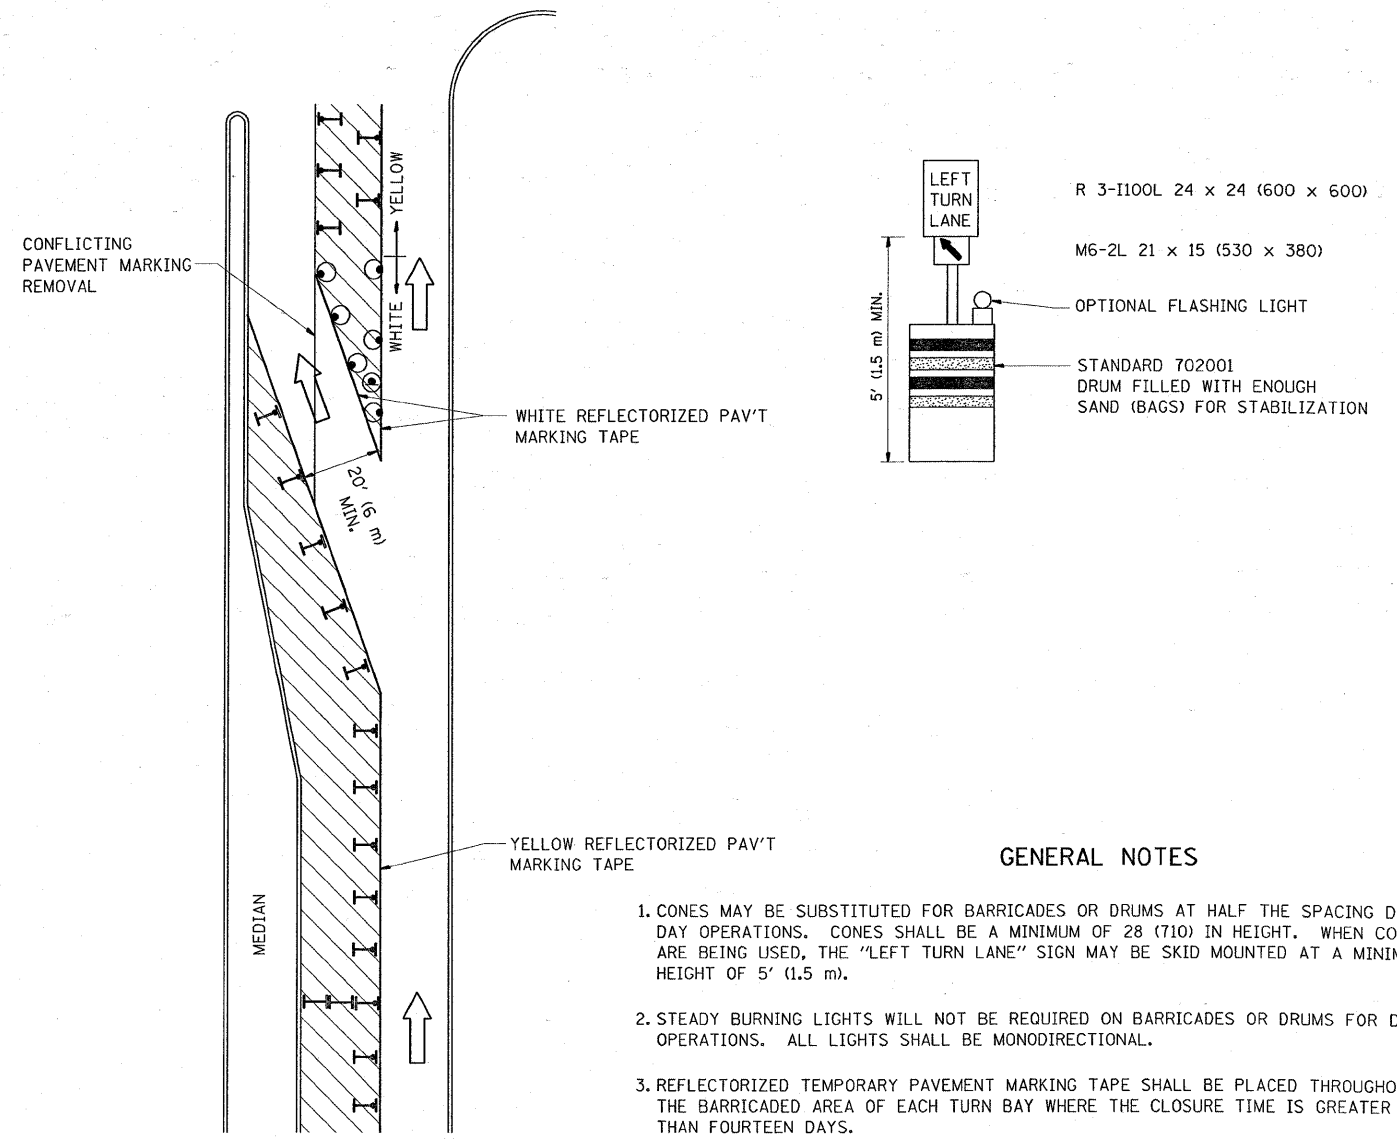 CONFLICTING
PAVEMENT MARKING
REMOVAL
YELLOW
WHITE
WHITE REFLECTORIZED PAV'T
MARKING TAPE
20' (6 m)
MIN.
YELLOW REFLECTORIZED PAV'T
MARKING TAPE
MEDIAN
LEFT
TURN
LANE
5' (1.5 m) MIN.
R 3-I100L 24 x 24 (600 x 600)
M6-2L 21 x 15 (530 x 380)
OPTIONAL FLASHING LIGHT
STANDARD 702001
DRUM FILLED WITH ENOUGH
SAND (BAGS) FOR STABILIZATION
GENERAL NOTES
1. CONES MAY BE SUBSTITUTED FOR BARRICADES OR DRUMS AT HALF THE SPACING D
DAY OPERATIONS. CONES SHALL BE A MINIMUM OF 28 (710) IN HEIGHT. WHEN CO
ARE BEING USED, THE "LEFT TURN LANE" SIGN MAY BE SKID MOUNTED AT A MINIM
HEIGHT OF 5' (1.5 m).
2. STEADY BURNING LIGHTS WILL NOT BE REQUIRED ON BARRICADES OR DRUMS FOR D
OPERATIONS. ALL LIGHTS SHALL BE MONODIRECTIONAL.
3. REFLECTORIZED TEMPORARY PAVEMENT MARKING TAPE SHALL BE PLACED THROUGHO
THE BARRICADED AREA OF EACH TURN BAY WHERE THE CLOSURE TIME IS GREATER
THAN FOURTEEN DAYS.